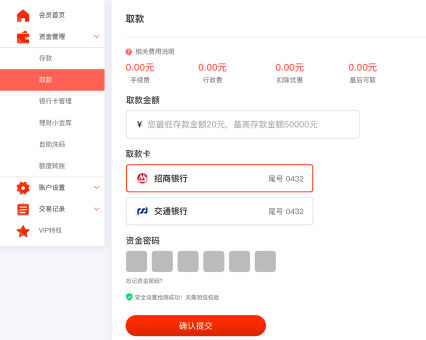 会员首页
资金管理
存款
取款
银行卡管理
理财小金库
自助洗码
额度转账
账户设置
交易记录
VIP特权
取款
相关费用说明
0.00元 0.00元 0.00元 0.00元
手续费 行政费 扣除优惠 最后可取
取款金额
¥ 您最低存款金额20元，最高存款金额50000元
取款卡
招商银行 尾号 0432
交通银行 尾号 0432
资金密码
忘记资金密码?
安全设置检测成功！无需短信校验
确认提交